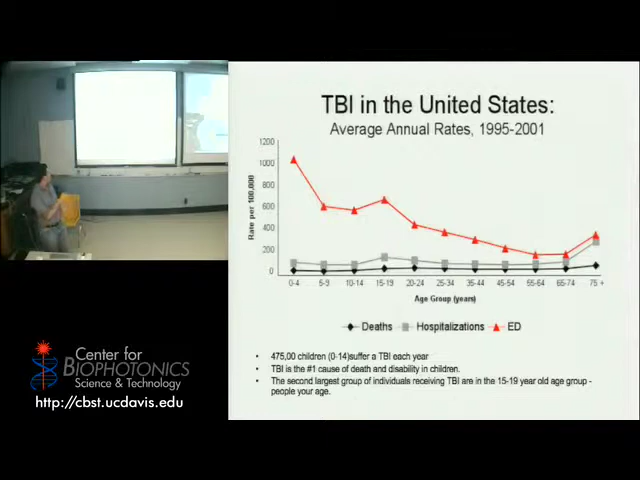 TBI in the United States:
Average Annual Rates, 1995-2001
1200
1000
800
600
400
200
0
Rate per 100,000
0-4 5-9 10-14 15-19 20-24 25-34 35-44 45-54 55-64 65-74 75 +
Age Group (years)
Deaths Hospitalizations ED
• 475,00 children (0-14)suffer a TBI each year
• TBI is the #1 cause of death and disability in children.
• The second largest group of individuals receiving TBI are in the 15-19 year old age group -
people your age.
Center for
BIOPHOTONICS
Science & Technology
http://cbst.ucdavis.edu